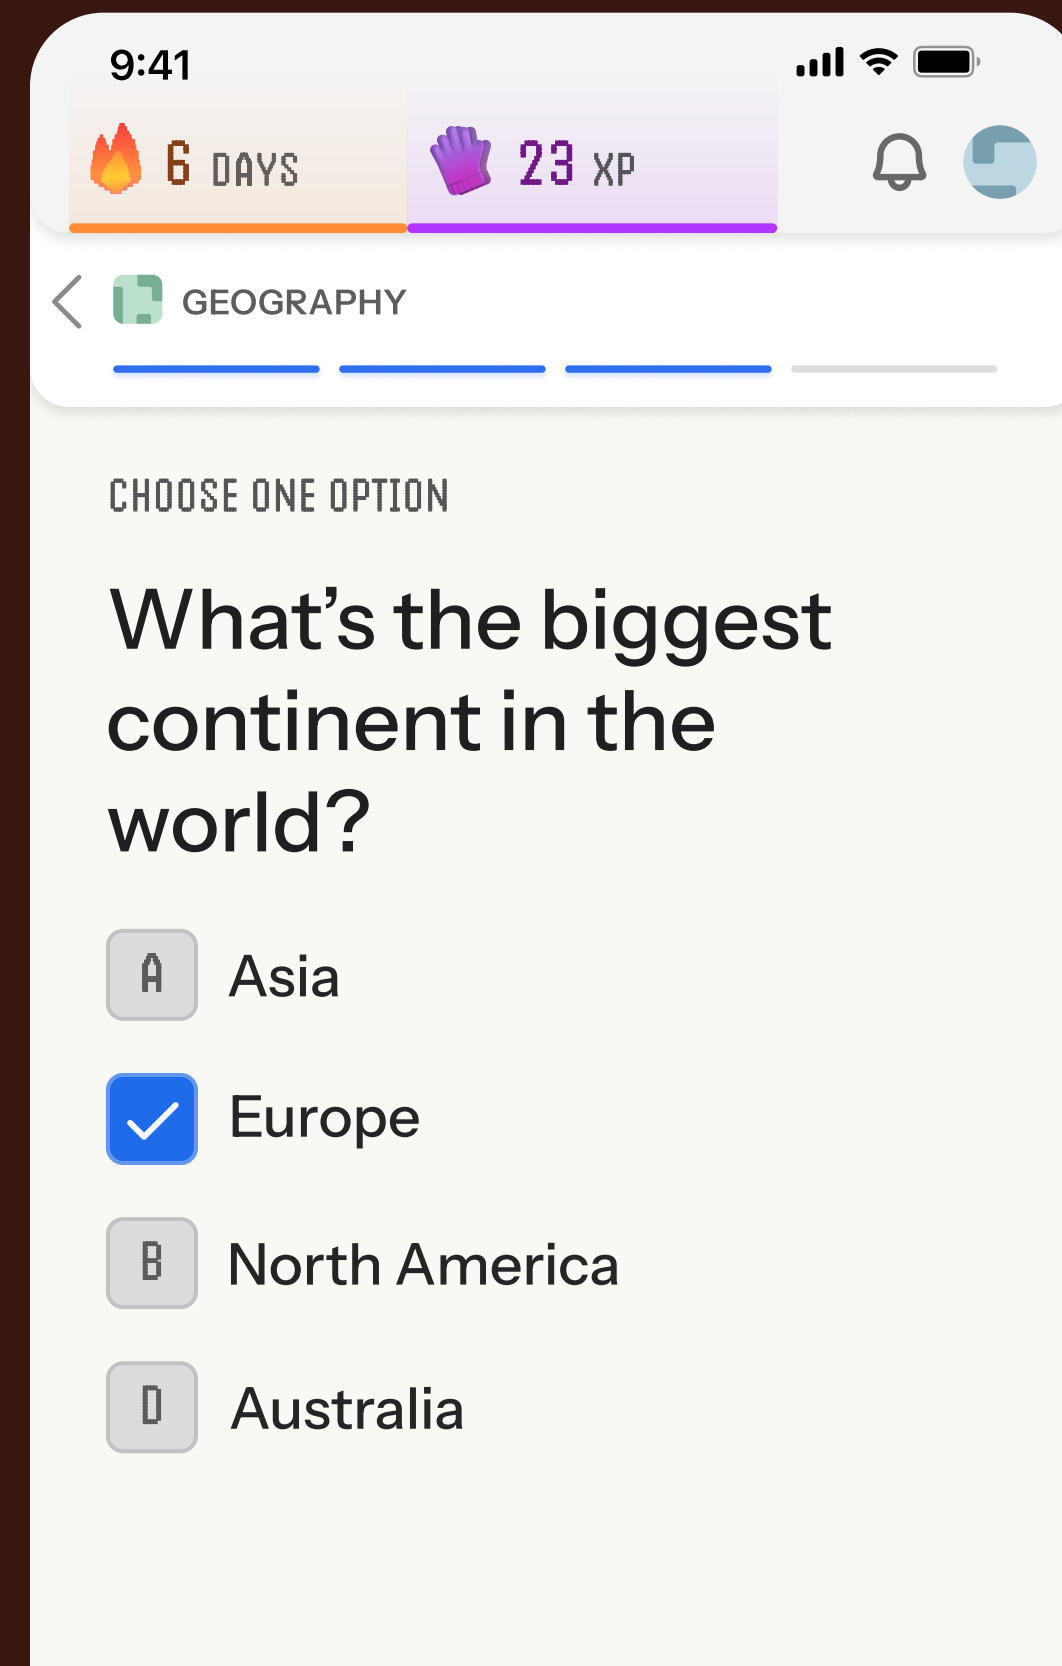 9:41
6 DAYS
23 XP
GEOGRAPHY
CHOOSE ONE OPTION
What’s the biggest
continent in the
world?
A Asia
Europe
B North America
D Australia